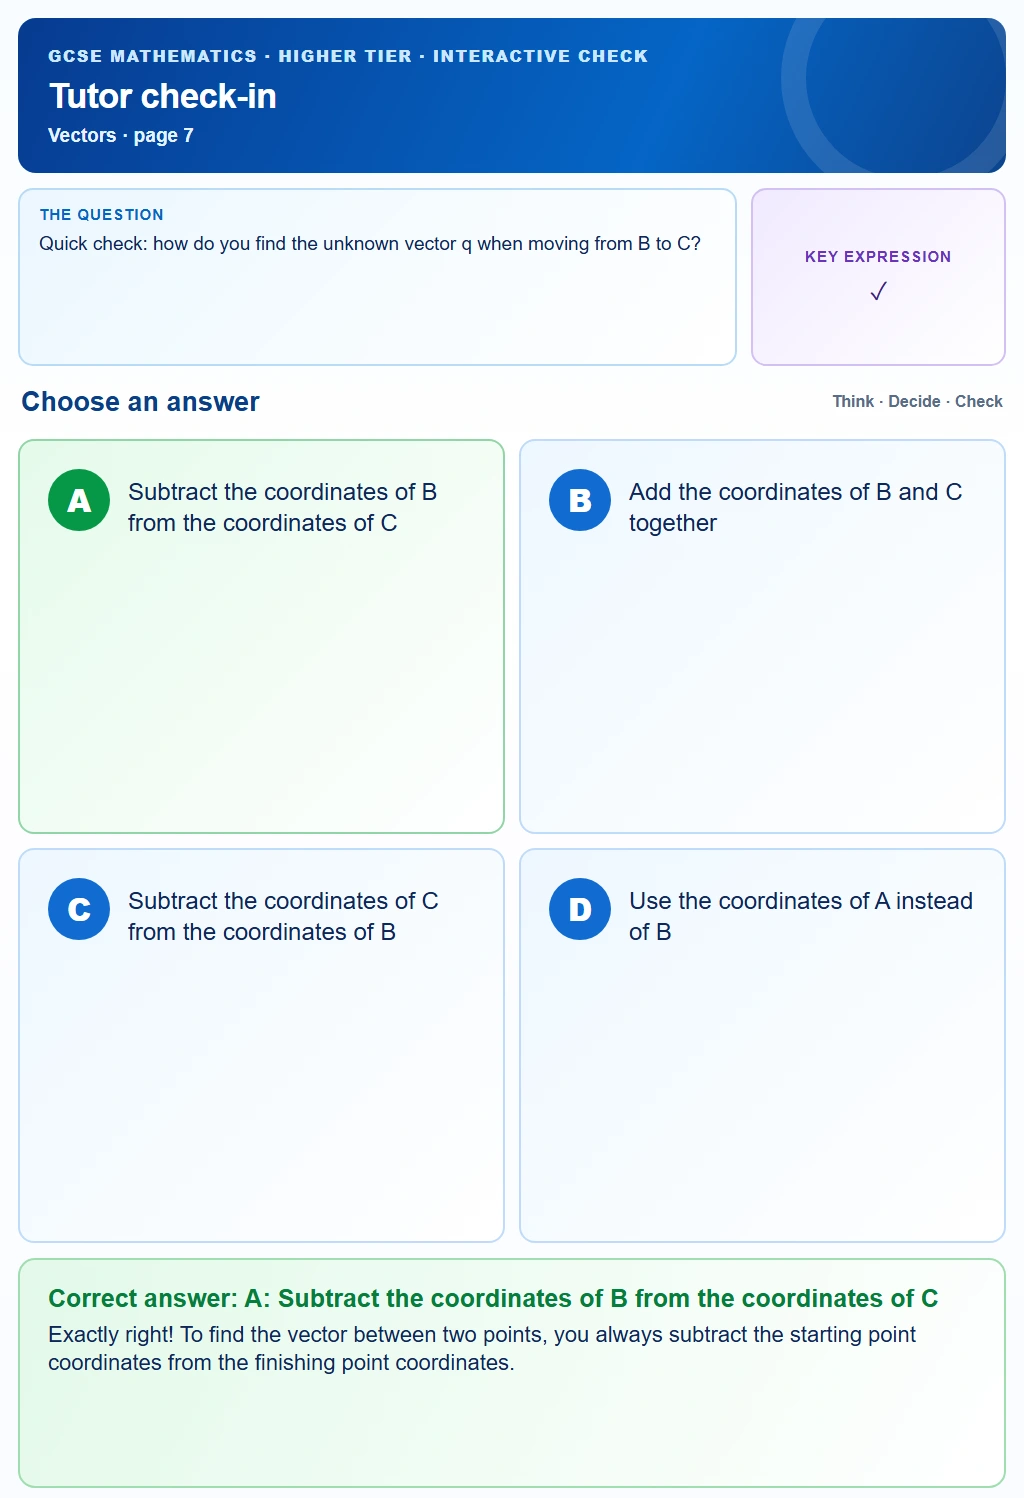 GCSE MATHEMATICS · HIGHER TIER · INTERACTIVE CHECK
Tutor check-in
Vectors · page 7
THE QUESTION
Quick check: how do you find the unknown vector q when moving from B to C?
KEY EXPRESSION
✓
Choose an answer
Think · Decide · Check
A
Subtract the coordinates of B
from the coordinates of C
B
Add the coordinates of B and C
together
C
Subtract the coordinates of C
from the coordinates of B
D
Use the coordinates of A instead
of B
Correct answer: A: Subtract the coordinates of B from the coordinates of C
Exactly right! To find the vector between two points, you always subtract the starting point
coordinates from the finishing point coordinates.